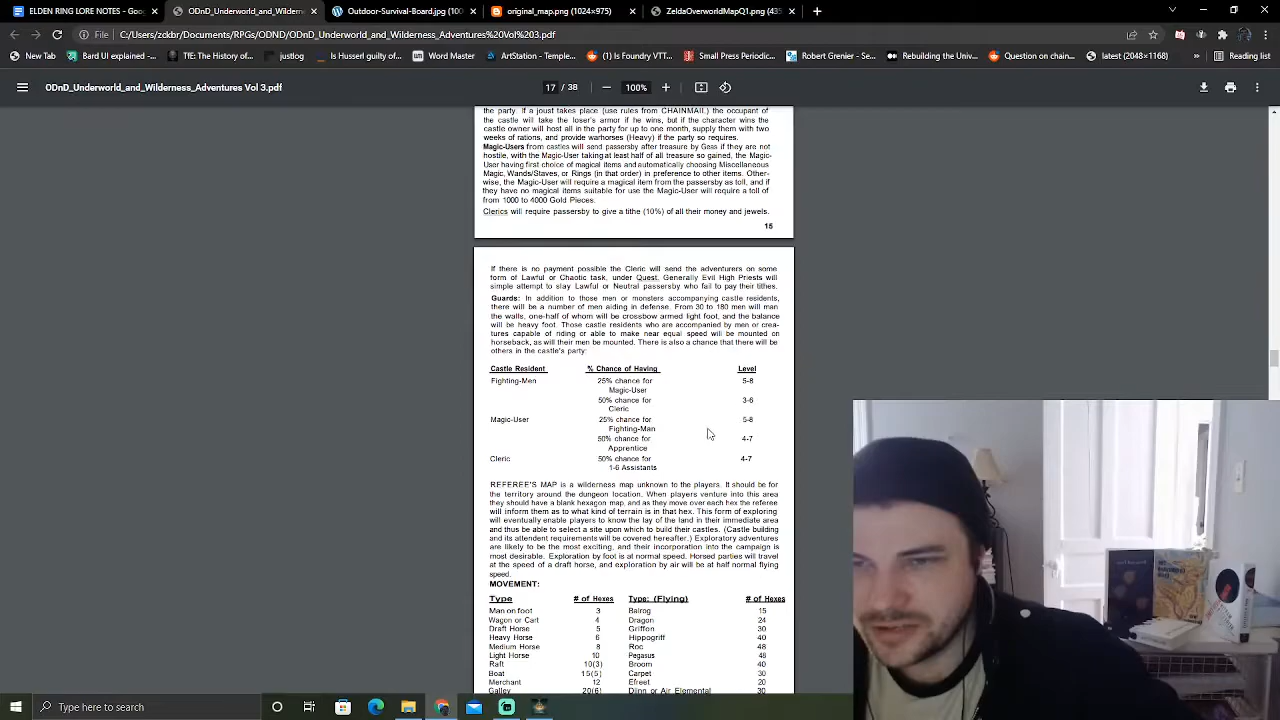 ELDEN RING LORE NOTES - Goo
ODnD_Underworld_and_Wildern
Outdoor-Survival-Board.jpg (100
original_map.png (1024×975)
ZeldaOverworldMapQ1.png (435
File
C:/Users/zcdbr/Documents/RPGs/ODND/ODnD_Underworld_and_Wilderness_Adventures%20Vol%203.pdf
New Tab
Bard UI explained -...
TfE: The History of...
justlog
Is Hussel guilty of...
Word Master
ArtStation - Temple...
(1) Is Foundry VTT...
Small Press Periodic...
Robert Grenier - Se...
Rebuilding the Univ...
Question on chain...
latest (2048×1168)
Reading list
ODnD_Underworld_and_Wilderness_Adventures Vol 3.pdf
17 / 38
100%
the party. If a joust takes place (use rules from CHAINMAIL) the occupant of
the castle will take the loser's armor if he wins, but if the character wins the
castle owner will host all in the party for up to one month, supply them with two
weeks of rations, and provide warhorses (Heavy) if the party so requires.
Magic-Users from castles will send passersby after treasure by Geas if they are not
hostile, with the Magic-User taking at least half of all treasure so gained, the Magic-
User having first choice of magical items and automatically choosing Miscellaneous
Magic, Wands/Staves, or Rings (in that order) in preference to other items. Other-
wise, the Magic-User will require a magical item from the passersby as toll, and if
they have no magical items suitable for use the Magic-User will require a toll of
from 1000 to 4000 Gold Pieces.
Clerics will require passersby to give a tithe (10%) of all their money and jewels.
15
If there is no payment possible the Cleric will send the adventurers on some
form of Lawful or Chaotic task, under Quest. Generally Evil High Priests will
simple attempt to slay Lawful or Neutral passersby who fail to pay their tithes.
Guards: In addition to those men or monsters accompanying castle residents,
there will be a number of men aiding in defense. From 30 to 180 men will man
the walls, one-half of whom will be crossbow armed light foot, and the balance
will be heavy foot. Those castle residents who are accompanied by men or crea-
tures capable of riding or able to make near equal speed will be mounted on
horseback, as will their men be mounted. There is also a chance that there will be
others in the castle's party:
Castle Resident % Chance of Having Level
Fighting-Men 25% chance for 5-8
Magic-User
50% chance for 3-6
Cleric
Magic-User 25% chance for 5-8
Fighting-Man
50% chance for 4-7
Apprentice
Cleric 50% chance for 4-7
1-6 Assistants
REFEREE'S MAP is a wilderness map unknown to the players. It should be for
the territory around the dungeon location. When players venture into this area
they should have a blank hexagon map, and as they move over each hex the referee
will inform them as to what kind of terrain is in that hex. This form of exploring
will eventually enable players to know the lay of the land in their immediate area
and thus be able to select a site upon which to build their castles. (Castle building
and its attendent requirements will be covered hereafter.) Exploratory adventures
are likely to be the most exciting, and their incorporation into the campaign is
most desirable. Exploration by foot is at normal speed. Horsed parties will travel
at the speed of a draft horse, and exploration by air will be at half normal flying
speed.
MOVEMENT:
Type # of Hexes Type: (Flying) # of Hexes
Man on foot 3 Balrog 15
Wagon or Cart 4 Dragon 24
Draft Horse 5 Griffon 30
Heavy Horse 6 Hippogriff 40
Medium Horse 8 Roc 48
Light Horse 10 Pegasus 48
Raft 10(3) Broom 40
Boat 15(5) Carpet 30
Merchant 12 Efreet 20
Galley 20(6) Djinn or Air Elemental 30
Type here to search